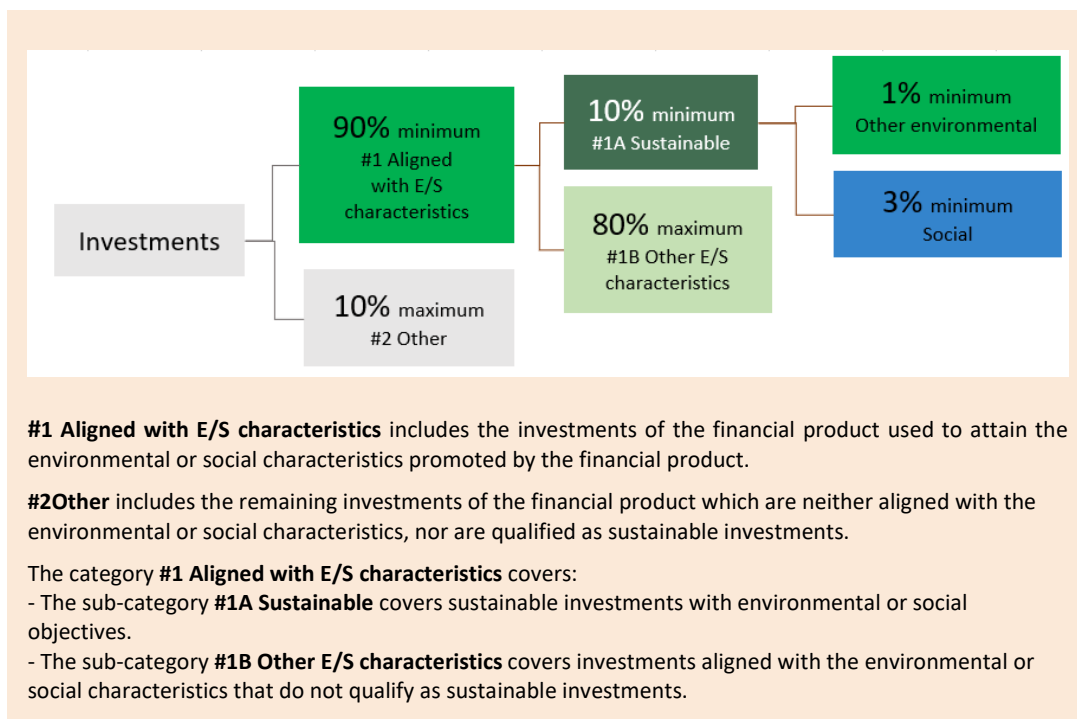 Investments
90% minimum
#1 Aligned
with E/S
characteristics
10% maximum
#2 Other
10% minimum
#1A Sustainable
80% maximum
#1B Other E/S
characteristics
1% minimum
Other environmental
3% minimum
Social
#1 Aligned with E/S characteristics includes the investments of the financial product used to attain the
environmental or social characteristics promoted by the financial product.
#2Other includes the remaining investments of the financial product which are neither aligned with the
environmental or social characteristics, nor are qualified as sustainable investments.
The category #1 Aligned with E/S characteristics covers:
- The sub-category #1A Sustainable covers sustainable investments with environmental or social
objectives.
- The sub-category #1B Other E/S characteristics covers investments aligned with the environmental or
social characteristics that do not qualify as sustainable investments.